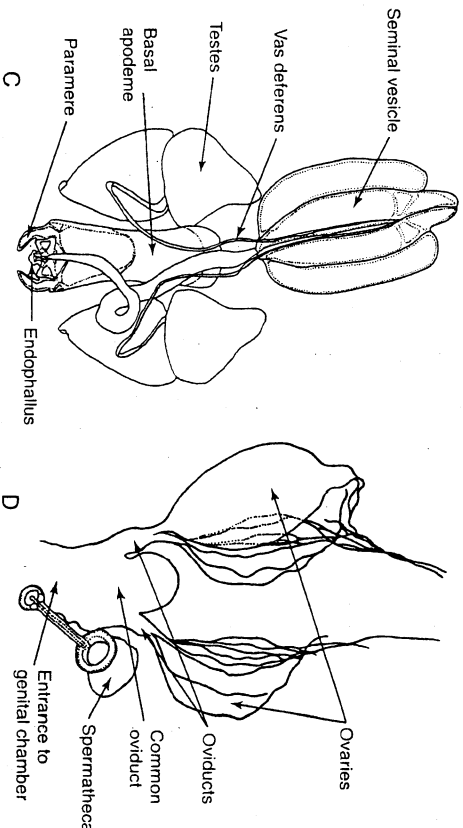 Seminal vesicle
Vas deferens
Testes
Basal
apodeme
Paramere
Endophallus
C
Ovaries
Oviducts
Common
oviduct
Spermatheca
Entrance to
genital chamber
D